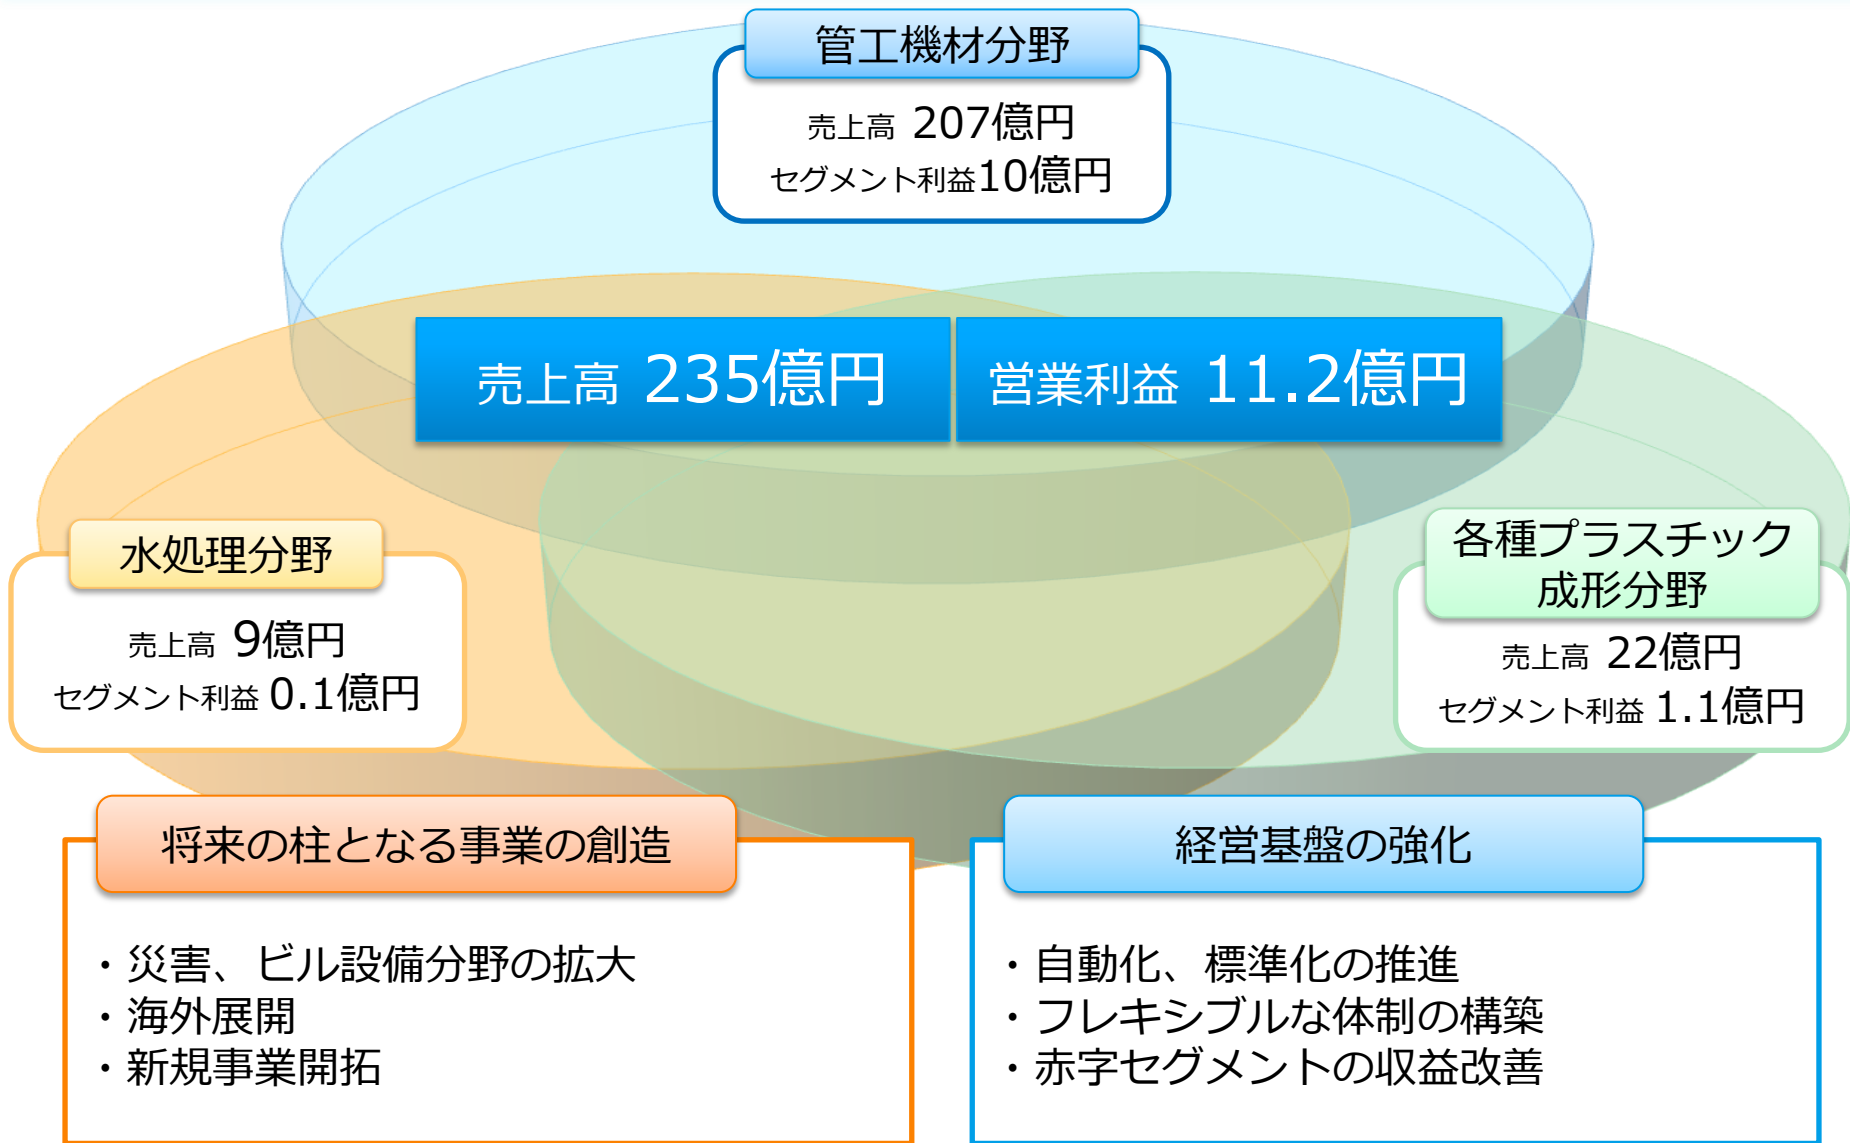 管工機材分野
売上高 207億円
セグメント利益10億円
売上高 235億円
営業利益 11.2億円
水処理分野
売上高 9億円
セグメント利益 0.1億円
各種プラスチック
成形分野
売上高 22億円
セグメント利益 1.1億円
将来の柱となる事業の創造
・災害、ビル設備分野の拡大
・海外展開
・新規事業開拓
経営基盤の強化
・自動化、標準化の推進
・フレキシブルな体制の構築
・赤字セグメントの収益改善